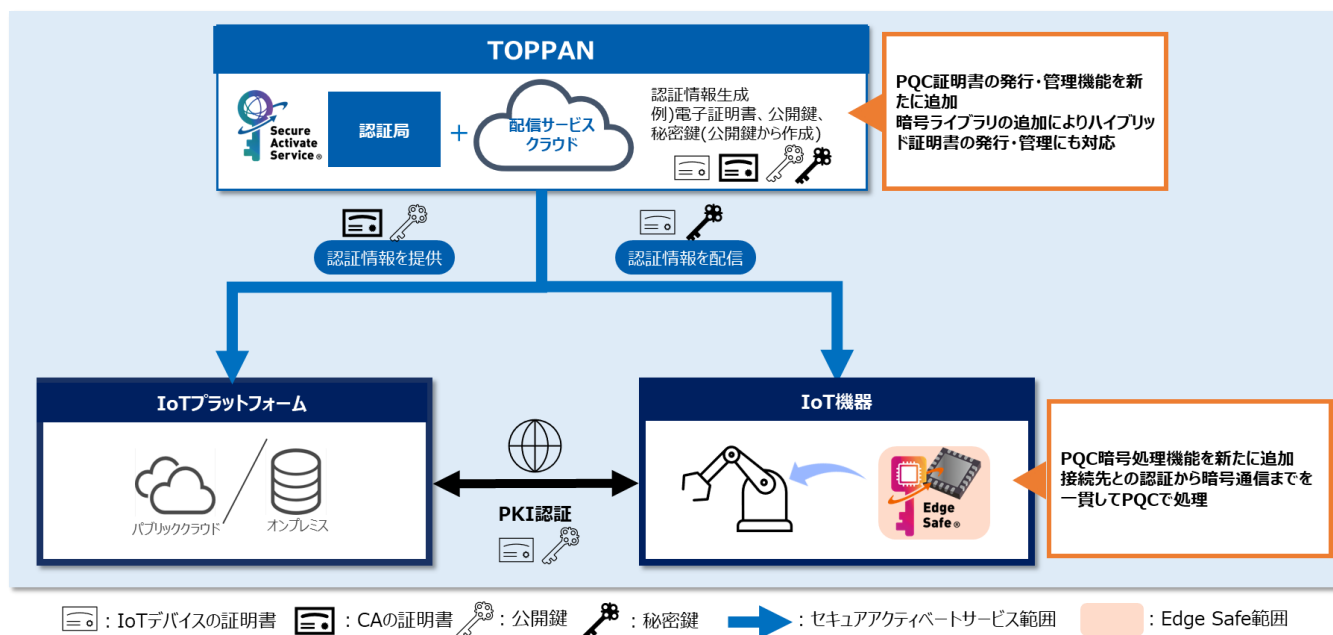 TOPPAN
Secure
Activate
Service®
認証局
+
配信サービス
クラウド
認証情報生成
例)電子証明書、公開鍵、
秘密鍵(公開鍵から作成)
PQC証明書の発行・管理機能を新
たに追加
暗号ライブラリの追加によりハイブリッ
ド証明書の発行・管理にも対応
認証情報を提供
認証情報を配信
IoTプラットフォーム
パブリッククラウド
オンプレミス
PKI認証
IoT機器
Edge
Safe®
PQC暗号処理機能を新たに追加
接続先との認証から暗号通信までを
一貫してPQCで処理
:IoTデバイスの証明書
:CAの証明書
:公開鍵
:秘密鍵
:セキュアアクティベートサービス範囲
:Edge Safe範囲